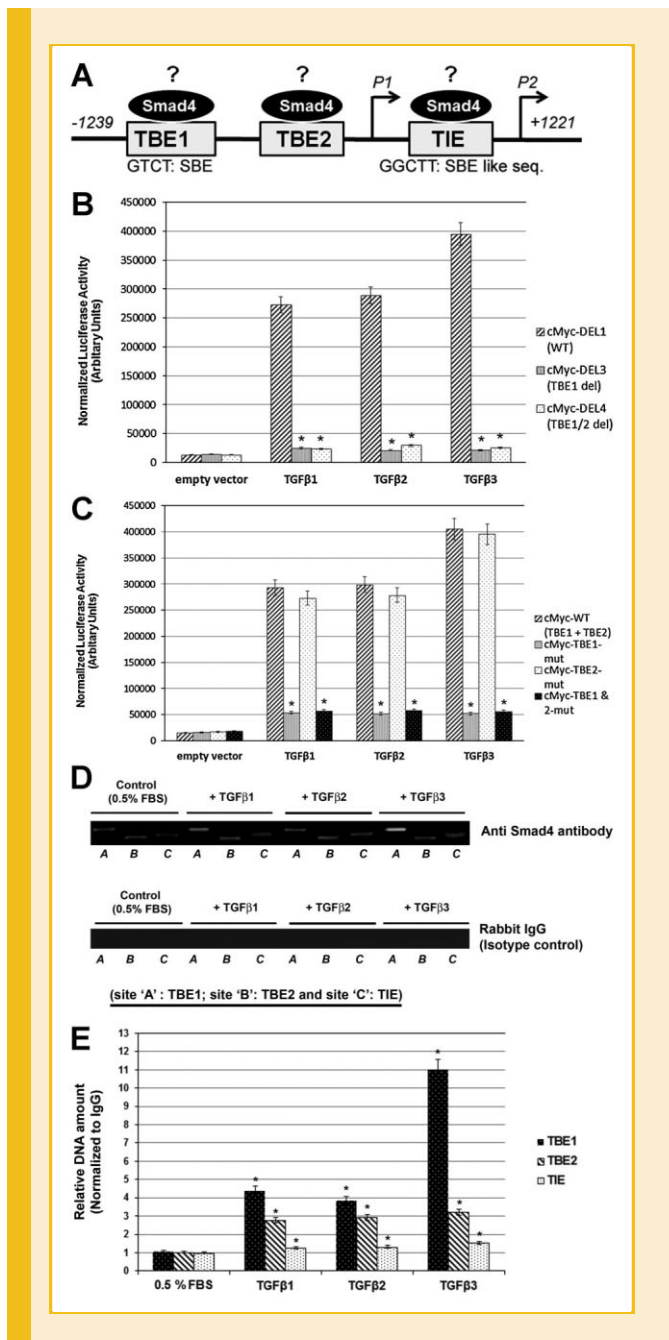 A
? ? ?
Smad4 Smad4 P1 Smad4 P2
-1239 TBE1 TBE2 TIE +1221
GTCT: SBE GGCTT: SBE like seq.
B
Normalized Luciferase Activity
(Arbitary Units)
450000
400000
350000
300000
250000
200000
150000
100000
50000
0
* * * * * *
empty vector TGFβ1 TGFβ2 TGFβ3
cMyc-DEL1
(WT)
cMyc-DEL3
(TBE1 del)
cMyc-DEL4
(TBE1/2 del)
C
Normalized Luciferase Activity
(Arbitary Units)
450000
400000
350000
300000
250000
200000
150000
100000
50000
0
* * * * * *
empty vector TGFβ1 TGFβ2 TGFβ3
cMyc-WT
(TBE1 + TBE2)
cMyc-TBE1-
mut
cMyc-TBE2-
mut
cMyc-TBE1 &
2-mut
D
Control
(0.5% FBS) + TGFβ1 + TGFβ2 + TGFβ3
Anti Smad4 antibody
A B C A B C A B C A B C
Control
(0.5% FBS) + TGFβ1 + TGFβ2 + TGFβ3
Rabbit IgG
(Isotype control)
A B C A B C A B C A B C
(site 'A' : TBE1; site 'B': TBE2 and site 'C': TIE)
E
Relative DNA amount
(Normalized to IgG)
13
12
11
10
9
8
7
6
5
4
3
2
1
0
* * * * * * * * *
0.5 % FBS TGFβ1 TGFβ2 TGFβ3
TBE1
TBE2
TIE